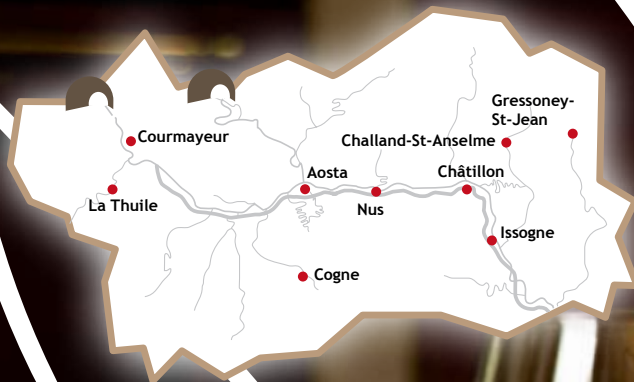 Gressoney-
St-Jean
Courmayeur
Challand-St-Anselme
Aosta
Châtillon
La Thuile
Nus
Issogne
Cogne